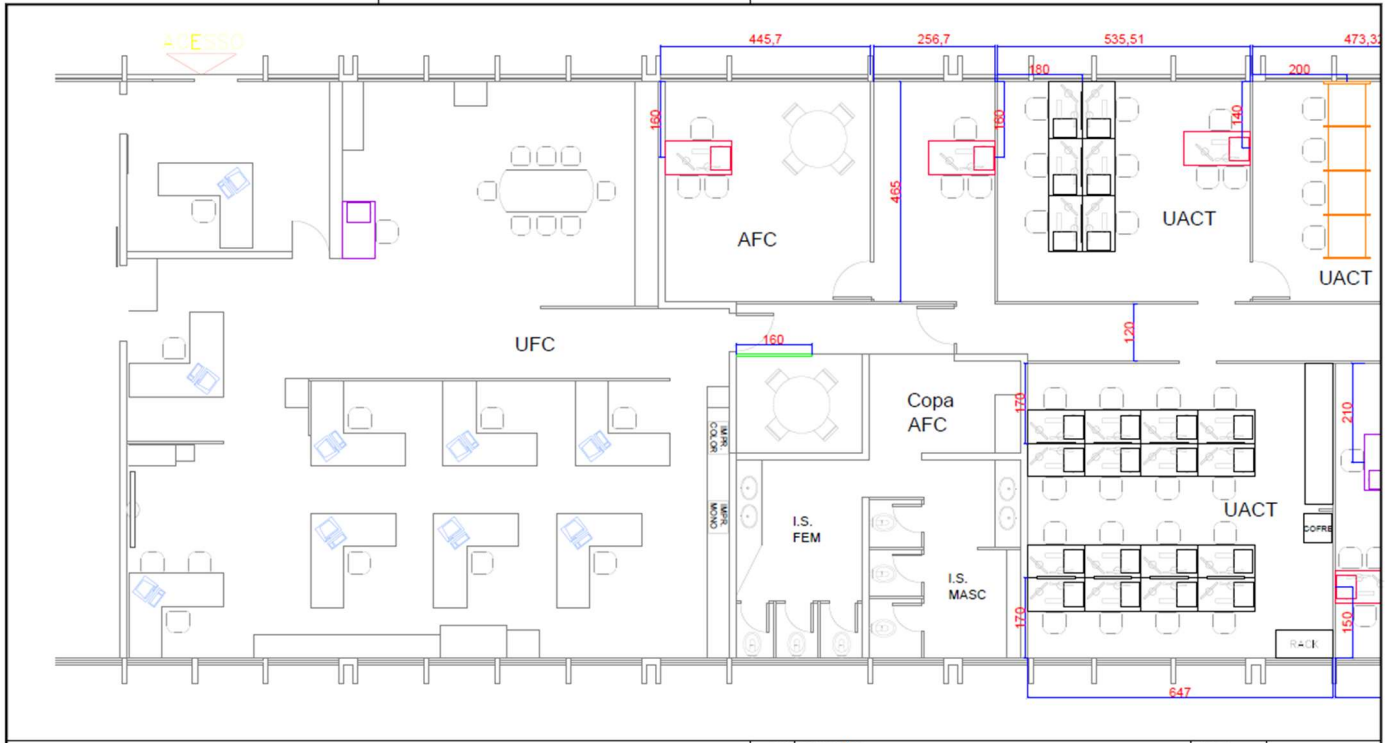 ACESSO
445,7
256,7
535,51
473,32
180
200
160
160
140
465
AFC
UACT
UACT
UFC
160
120
Copa
AFC
170
210
IMPR.
COLOR
IMPR.
MONO
I.S.
FEM
I.S.
MASC
UACT
COFRE
170
150
RACK
647